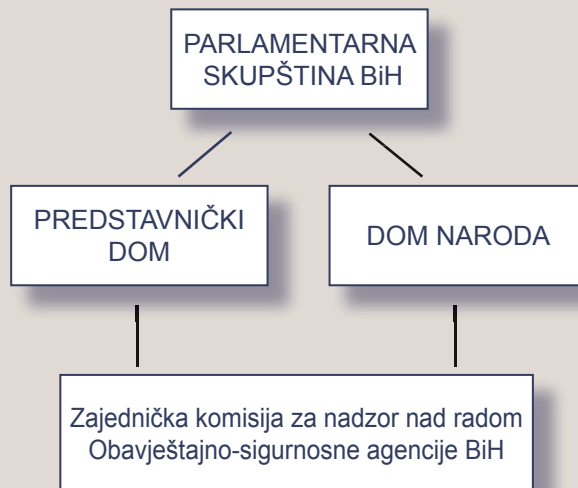 PARLAMENTARNA
SKUPŠTINA BiH
PREDSTAVNIČKI
DOM
DOM NARODA
Zajednička komisija za nadzor nad radom
Obavještajno-sigurnosne agencije BiH